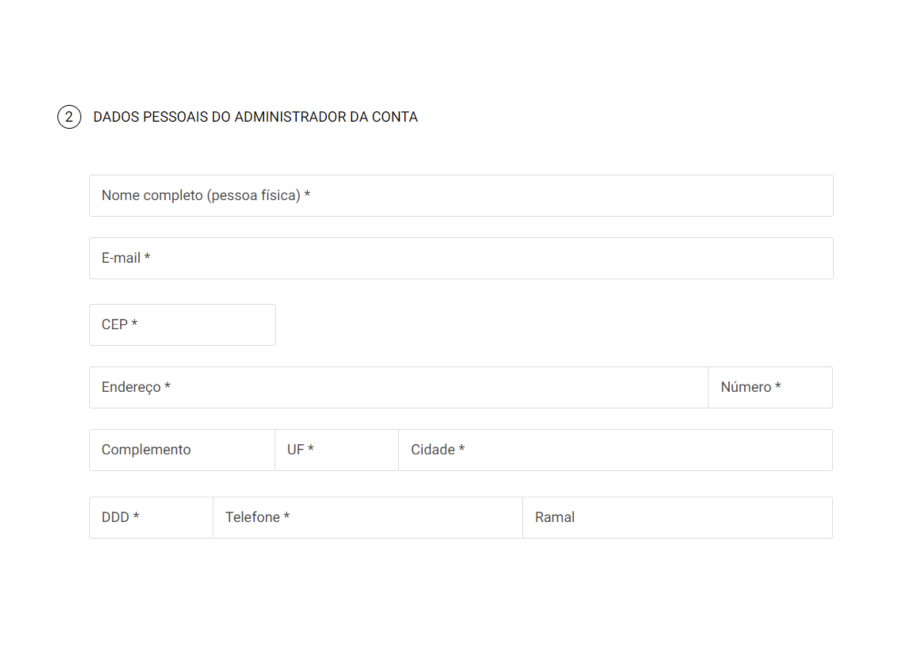 2 DADOS PESSOAIS DO ADMINISTRADOR DA CONTA
Nome completo (pessoa física) *
E-mail *
CEP *
Endereço * Número *
Complemento UF * Cidade *
DDD * Telefone * Ramal